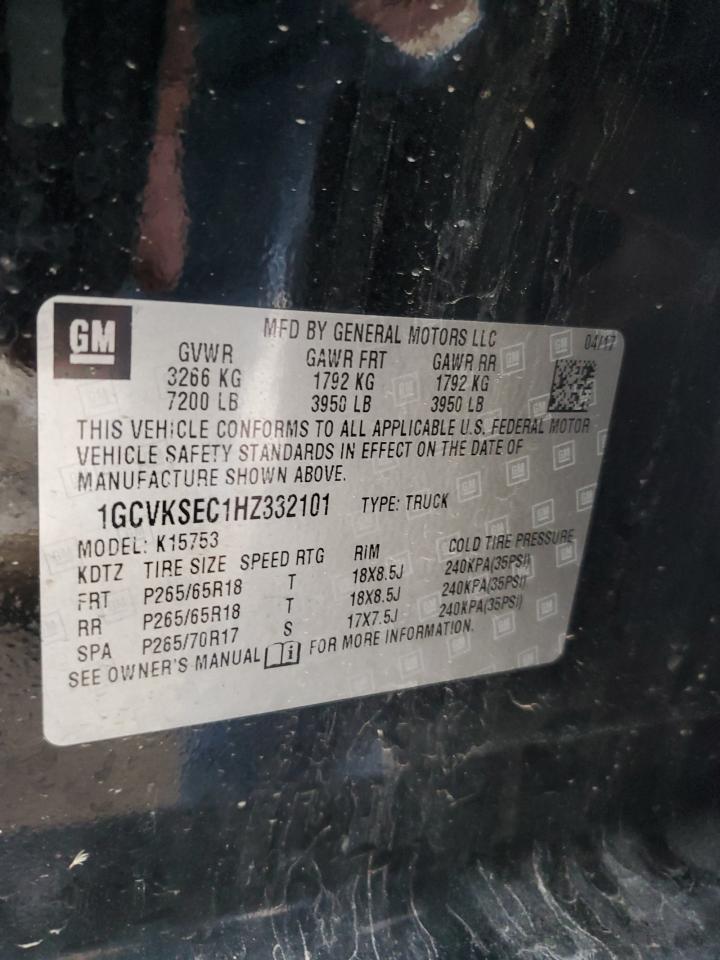 GM
MFD BY GENERAL MOTORS LLC 04/17
GVWR GAWR FRT GAWR RR
3266 KG 1792 KG 1792 KG
7200 LB 3950 LB 3950 LB
THIS VEHICLE CONFORMS TO ALL APPLICABLE U.S. FEDERAL MOTOR
VEHICLE SAFETY STANDARDS IN EFFECT ON THE DATE OF
MANUFACTURE SHOWN ABOVE.
1GCVKSEC1HZ332101 TYPE: TRUCK
MODEL: K15753
KDTZ TIRE SIZE SPEED RTG RIM COLD TIRE PRESSURE
FRT P265/65R18 T 18X8.5J 240KPA(35PSI)
RR P265/65R18 T 18X8.5J 240KPA(35PSI)
SPA P265/70R17 S 17X7.5J 240KPA(35PSI)
SEE OWNER'S MANUAL i FOR MORE INFORMATION.